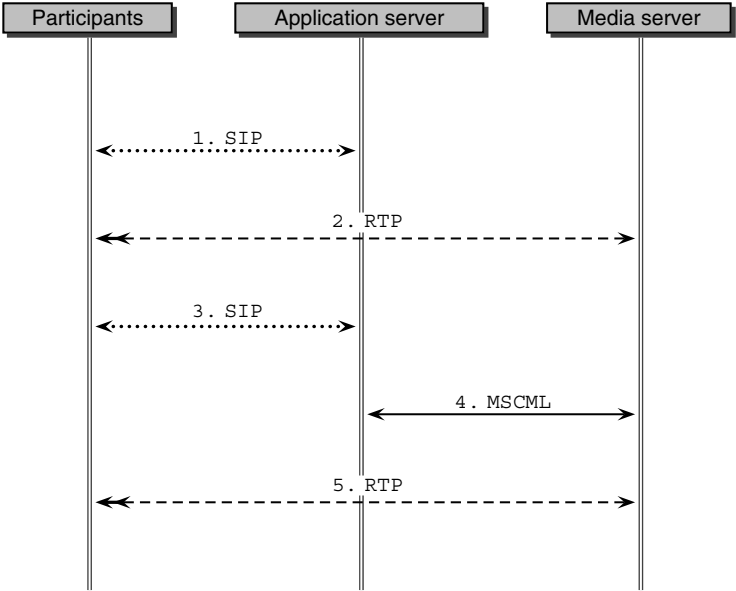 Participants
Application server
Media server
1. SIP
2. RTP
3. SIP
4. MSCML
5. RTP